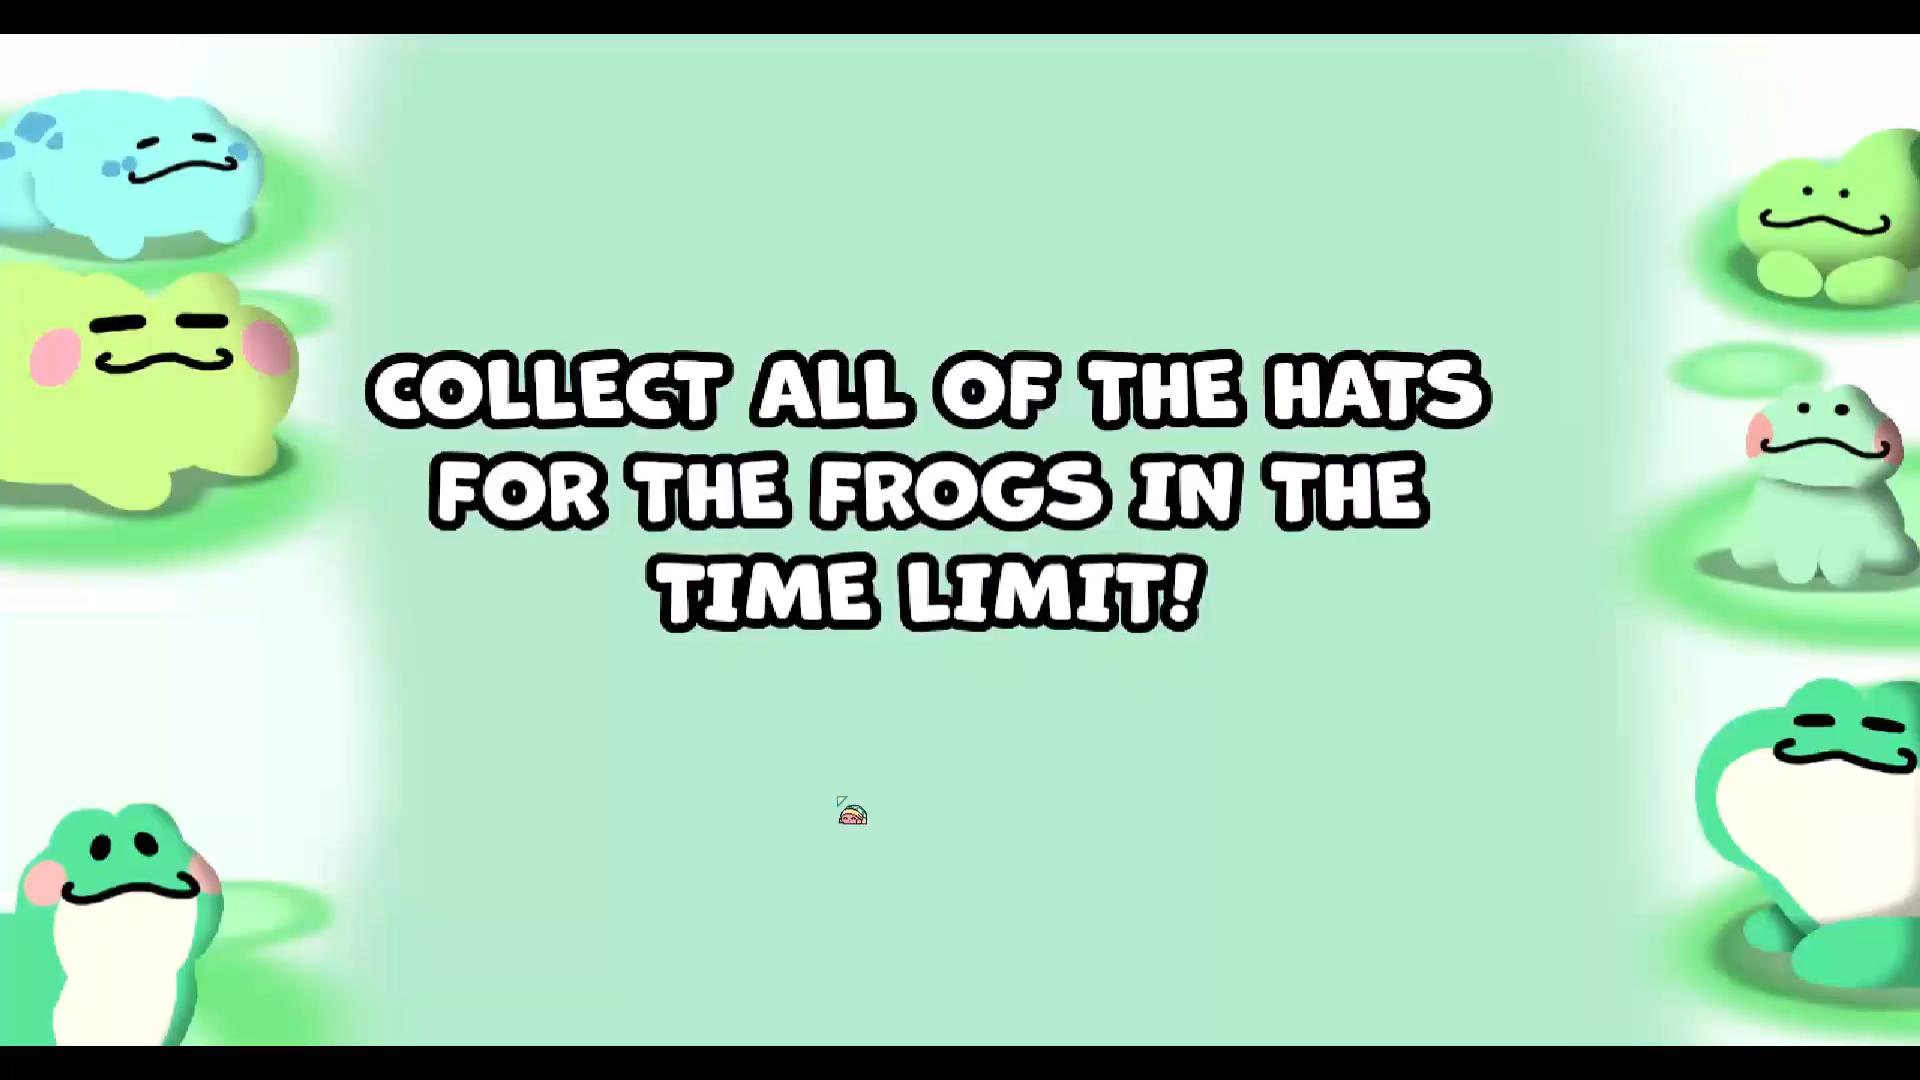 COLLECT ALL OF THE HATS
FOR THE FROGS IN THE
TIME LIMIT!